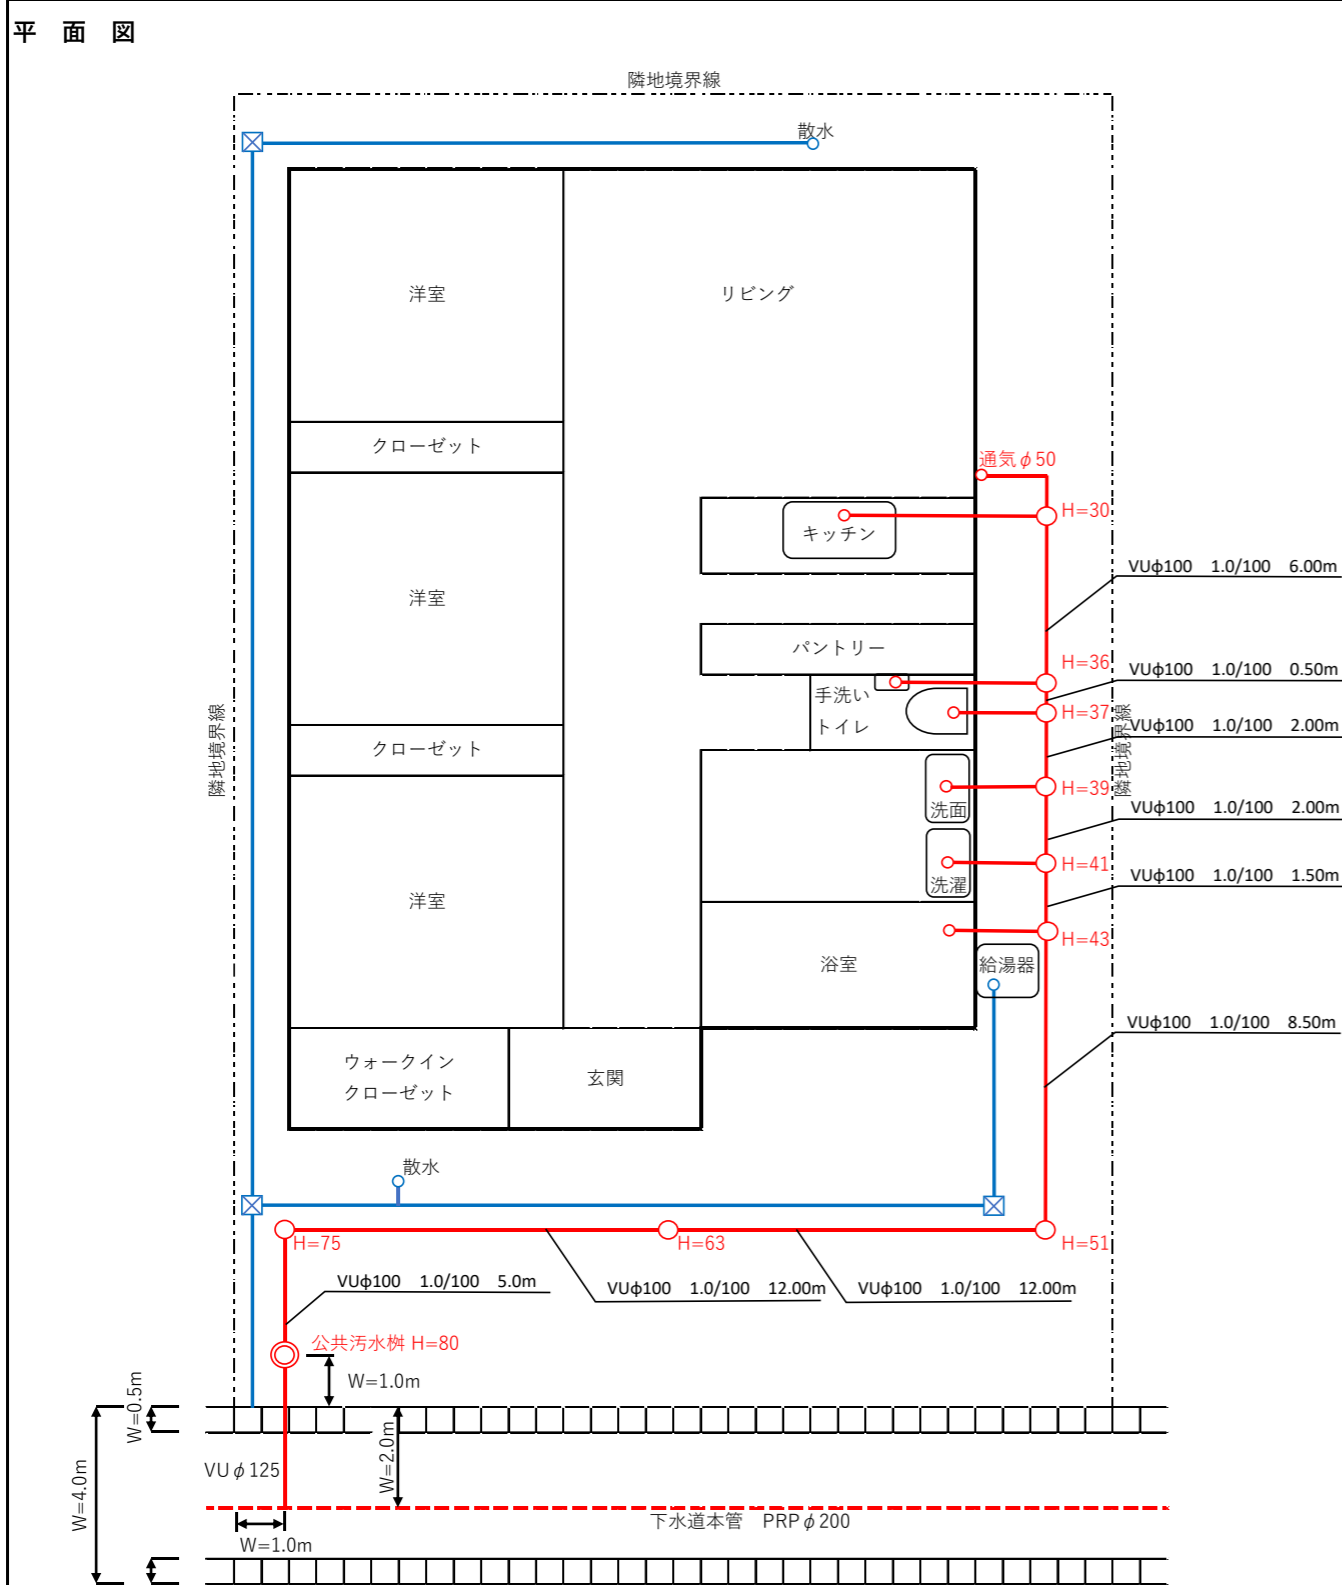 平 面 図
隣地境界線
散水
洋室
リビング
クローゼット
通気φ50
キッチン
H=30
VUφ100 1.0/100 6.00m
洋室
パントリー
H=36
VUφ100 1.0/100 0.50m
手洗い
トイレ
H=37
VUφ100 1.0/100 2.00m
隣地境界線
隣地境界線
クローゼット
H=39
洗面
VUφ100 1.0/100 2.00m
H=41
VUφ100 1.0/100 1.50m
洗濯
洋室
H=43
浴室
給湯器
VUφ100 1.0/100 8.50m
ウォークイン
クローゼット
玄関
散水
H=75
H=63
H=51
VUφ100 1.0/100 5.0m
VUφ100 1.0/100 12.00m
VUφ100 1.0/100 12.00m
公共汚水桝 H=80
W=1.0m
W=0.5m
W=2.0m
W=4.0m
VUφ125
下水道本管 PRPφ200
W=1.0m